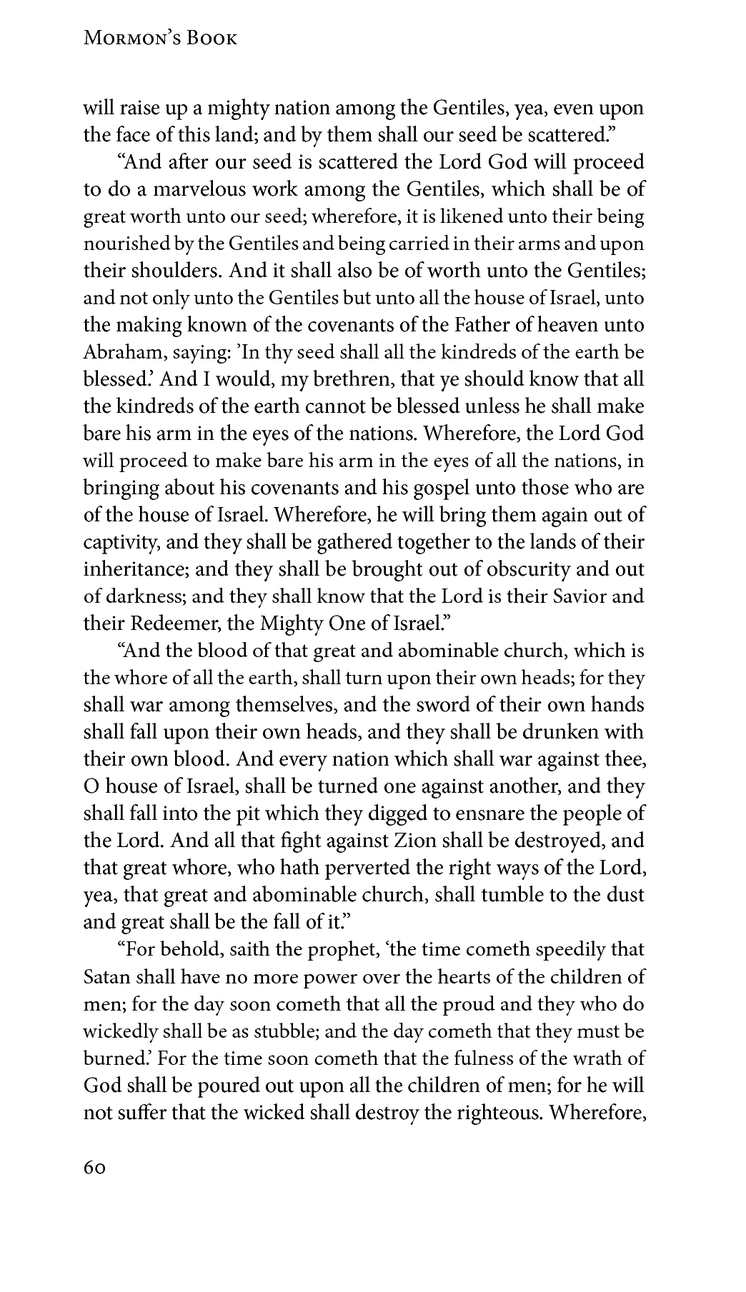 Mormon’s Book
will raise up a mighty nation among the Gentiles, yea, even upon
the face of this land; and by them shall our seed be scattered.”
“And after our seed is scattered the Lord God will proceed
to do a marvelous work among the Gentiles, which shall be of
great worth unto our seed; wherefore, it is likened unto their being
nourished by the Gentiles and being carried in their arms and upon
their shoulders. And it shall also be of worth unto the Gentiles;
and not only unto the Gentiles but unto all the house of Israel, unto
the making known of the covenants of the Father of heaven unto
Abraham, saying: ’In thy seed shall all the kindreds of the earth be
blessed.’ And I would, my brethren, that ye should know that all
the kindreds of the earth cannot be blessed unless he shall make
bare his arm in the eyes of the nations. Wherefore, the Lord God
will proceed to make bare his arm in the eyes of all the nations, in
bringing about his covenants and his gospel unto those who are
of the house of Israel. Wherefore, he will bring them again out of
captivity, and they shall be gathered together to the lands of their
inheritance; and they shall be brought out of obscurity and out
of darkness; and they shall know that the Lord is their Savior and
their Redeemer, the Mighty One of Israel.”
“And the blood of that great and abominable church, which is
the whore of all the earth, shall turn upon their own heads; for they
shall war among themselves, and the sword of their own hands
shall fall upon their own heads, and they shall be drunken with
their own blood. And every nation which shall war against thee,
O house of Israel, shall be turned one against another, and they
shall fall into the pit which they digged to ensnare the people of
the Lord. And all that fight against Zion shall be destroyed, and
that great whore, who hath perverted the right ways of the Lord,
yea, that great and abominable church, shall tumble to the dust
and great shall be the fall of it.”
“For behold, saith the prophet, ‘the time cometh speedily that
Satan shall have no more power over the hearts of the children of
men; for the day soon cometh that all the proud and they who do
wickedly shall be as stubble; and the day cometh that they must be
burned.’ For the time soon cometh that the fulness of the wrath of
God shall be poured out upon all the children of men; for he will
not suffer that the wicked shall destroy the righteous. Wherefore,
60